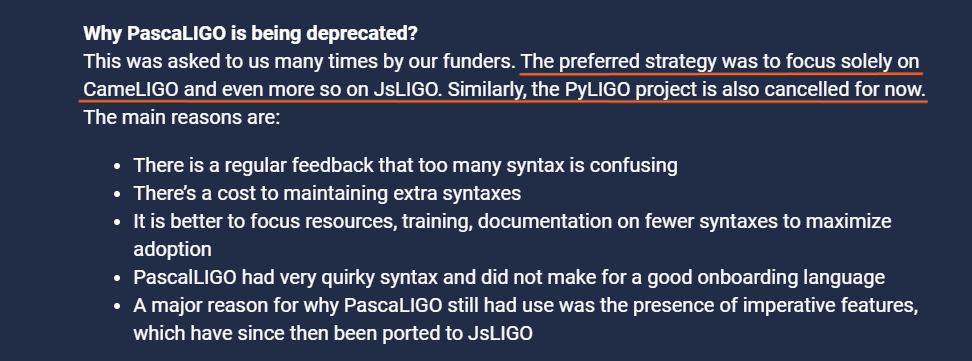 Why PascaLIGO is being deprecated?
This was asked to us many times by our funders. The preferred strategy was to focus solely on
CameLIGO and even more so on JsLIGO. Similarly, the PyLIGO project is also cancelled for now.
The main reasons are:
• There is a regular feedback that too many syntax is confusing
• There’s a cost to maintaining extra syntaxes
• It is better to focus resources, training, documentation on fewer syntaxes to maximize
adoption
• PascalLIGO had very quirky syntax and did not make for a good onboarding language
• A major reason for why PascaLIGO still had use was the presence of imperative features,
which have since then been ported to JsLIGO